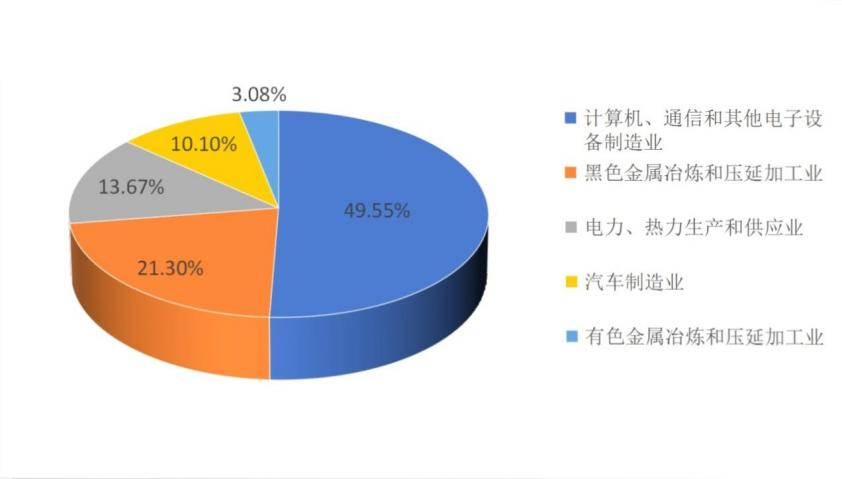 3.08%
10.10%
13.67%
49.55%
21.30%
计算机、通信和其他电子设
备制造业
黑色金属冶炼和压延加工业
电力、热力生产和供应业
汽车制造业
有色金属冶炼和压延加工业